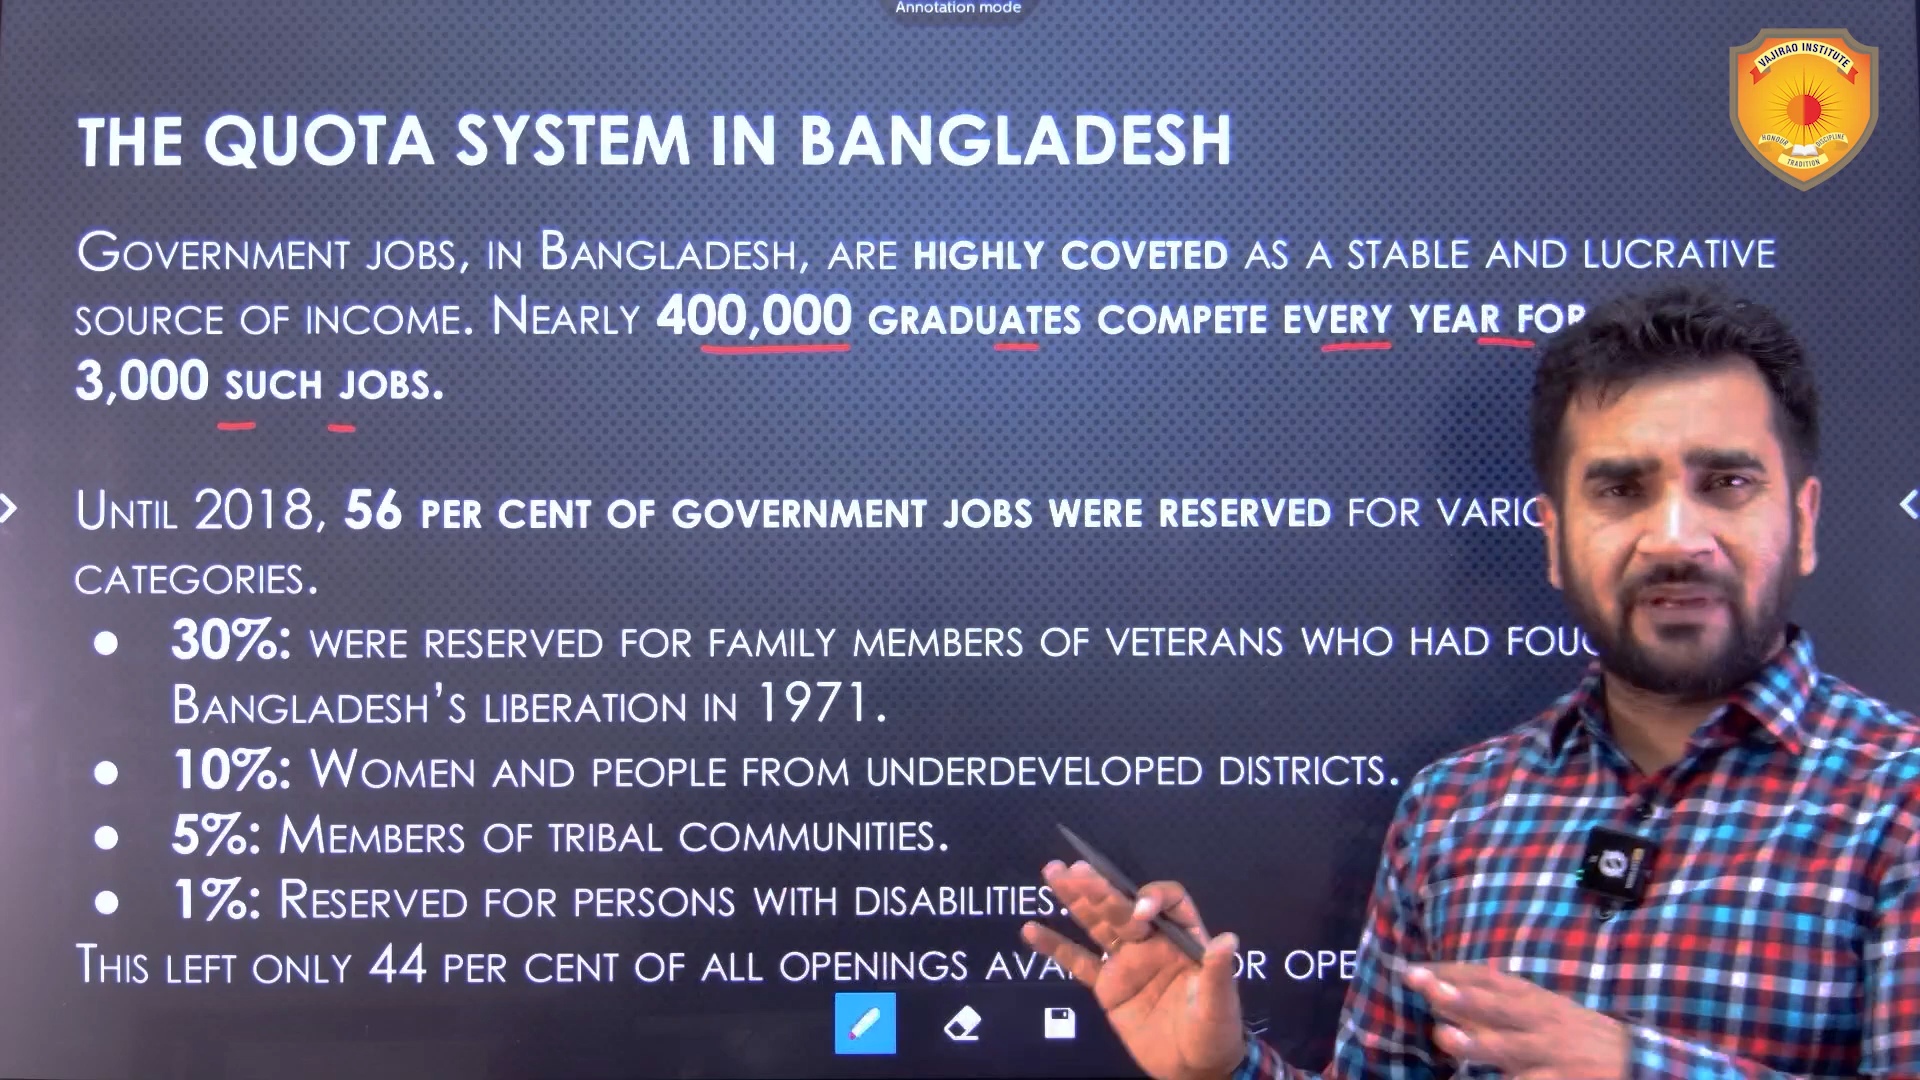 Annotation mode
VAJIRAO INSTITUTE
HONOUR
DISCIPLINE
TRADITION
THE QUOTA SYSTEM IN BANGLADESH
GOVERNMENT JOBS, IN BANGLADESH, ARE HIGHLY COVETED AS A STABLE AND LUCRATIVE
SOURCE OF INCOME. NEARLY 400,000 GRADUATES COMPETE EVERY YEAR FOR
3,000 SUCH JOBS.
UNTIL 2018, 56 PER CENT OF GOVERNMENT JOBS WERE RESERVED FOR
CATEGORIES.
● 30%: WERE RESERVED FOR FAMILY MEMBERS OF VETERANS WHO HAD
BANGLADESH'S LIBERATION IN 1971.
● 10%: WOMEN AND PEOPLE FROM UNDERDEVELOPED DISTRICTS.
● 5%: MEMBERS OF TRIBAL COMMUNITIES.
● 1%: RESERVED FOR PERSONS WITH DISABILITIES.
THIS LEFT ONLY 44 PER CENT OF ALL OPENINGS